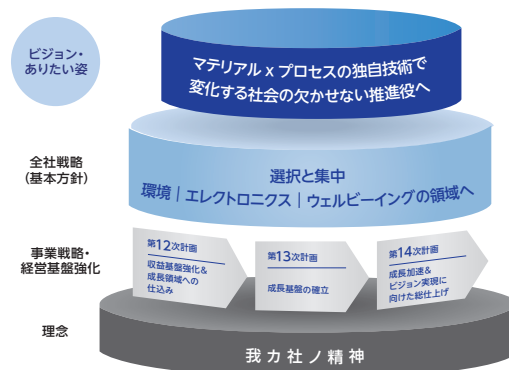 ビジョン・
ありたい姿
マテリアル x プロセスの独自技術で
変化する社会の欠かせない推進役へ
全社戦略
(基本方針)
選択と集中
環境｜エレクトロニクス｜ウェルビーイングの領域へ
事業戦略・
経営基盤強化
第12次計画
収益基盤強化&
成長領域への
仕込み
第13次計画
成長基盤の確立
第14次計画
成長加速&
ビジョン実現に
向けた総仕上げ
理念
我カ社ノ精神